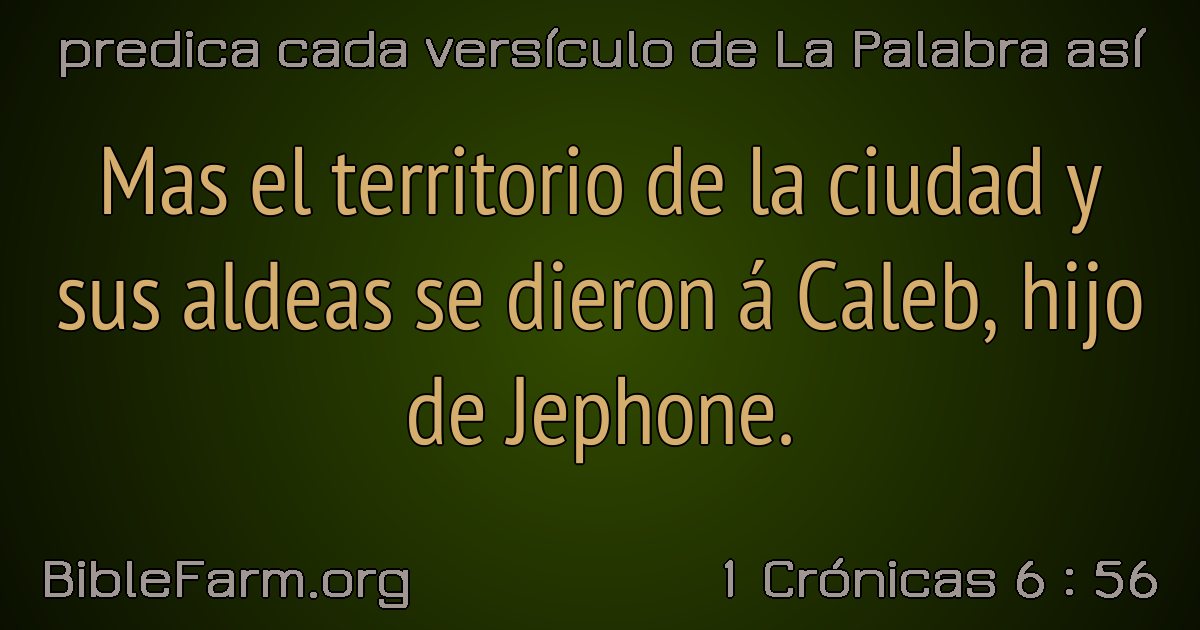 predica cada versículo de La Palabra así
Mas el territorio de la ciudad y
sus aldeas se dieron á Caleb, hijo
de Jephone.
BibleFarm.org
1 Crónicas 6 : 56